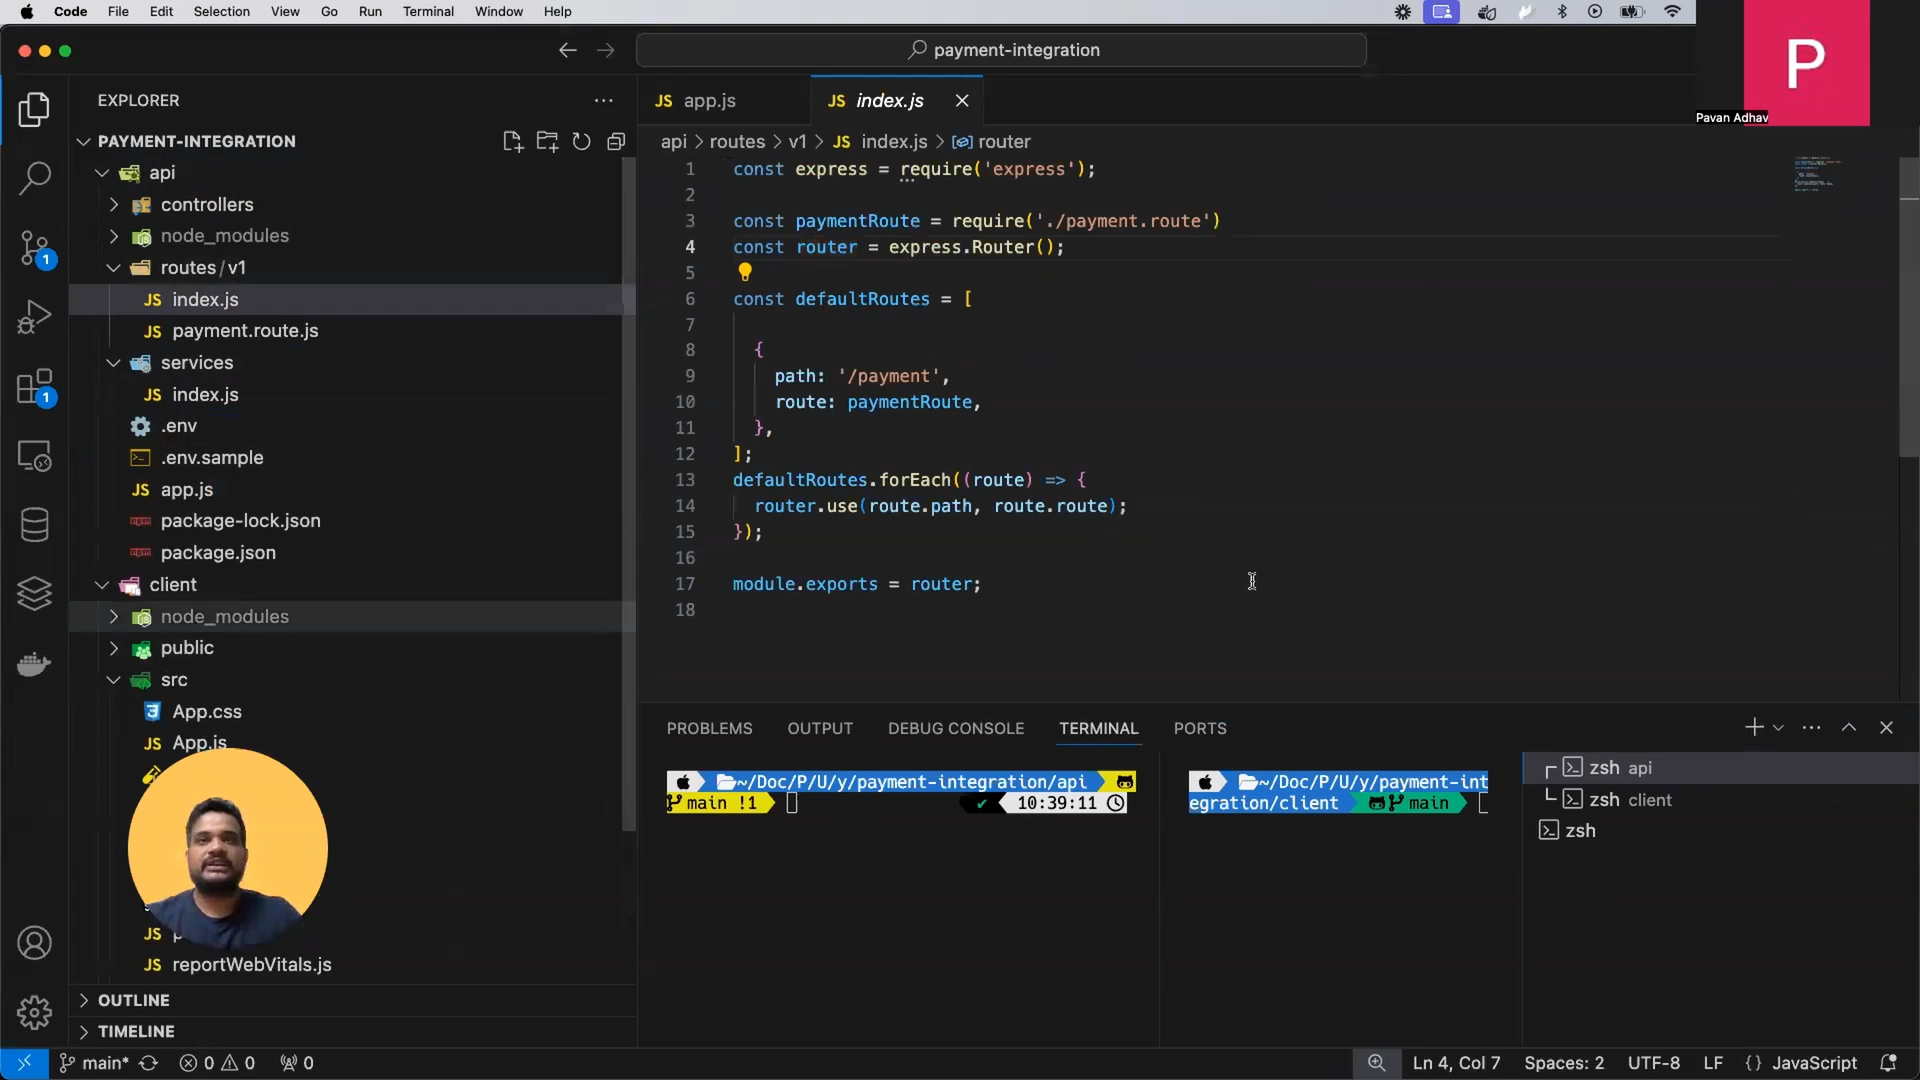 Code File Edit Selection View Go Run Terminal Window Help
payment-integration
P
Pavan Adhav
EXPLORER
PAYMENT-INTEGRATION
api
controllers
node_modules
routes/v1
JS index.js
JS payment.route.js
services
JS index.js
.env
.env.sample
JS app.js
package-lock.json
package.json
client
node_modules
public
src
App.css
JS App.js
JS reportWebVitals.js
OUTLINE
TIMELINE
JS app.js
JS index.js
api > routes > v1 > JS index.js > router
1 const express = require('express');
2
3 const paymentRoute = require('./payment.route')
4 const router = express.Router();
5
6 const defaultRoutes = [
7
8 {
9 path: '/payment',
10 route: paymentRoute,
11 },
12 ];
13 defaultRoutes.forEach((route) => {
14 router.use(route.path, route.route);
15 });
16
17 module.exports = router;
18
PROBLEMS OUTPUT DEBUG CONSOLE TERMINAL PORTS
~/Doc/P/U/y/payment-integration/api
main !1 ✔ 10:39:11
~/Doc/P/U/y/payment-int
egration/client main
zsh api
zsh client
zsh
1
1
main* 0 0 0 Ln 4, Col 7 Spaces: 2 UTF-8 LF {} JavaScript